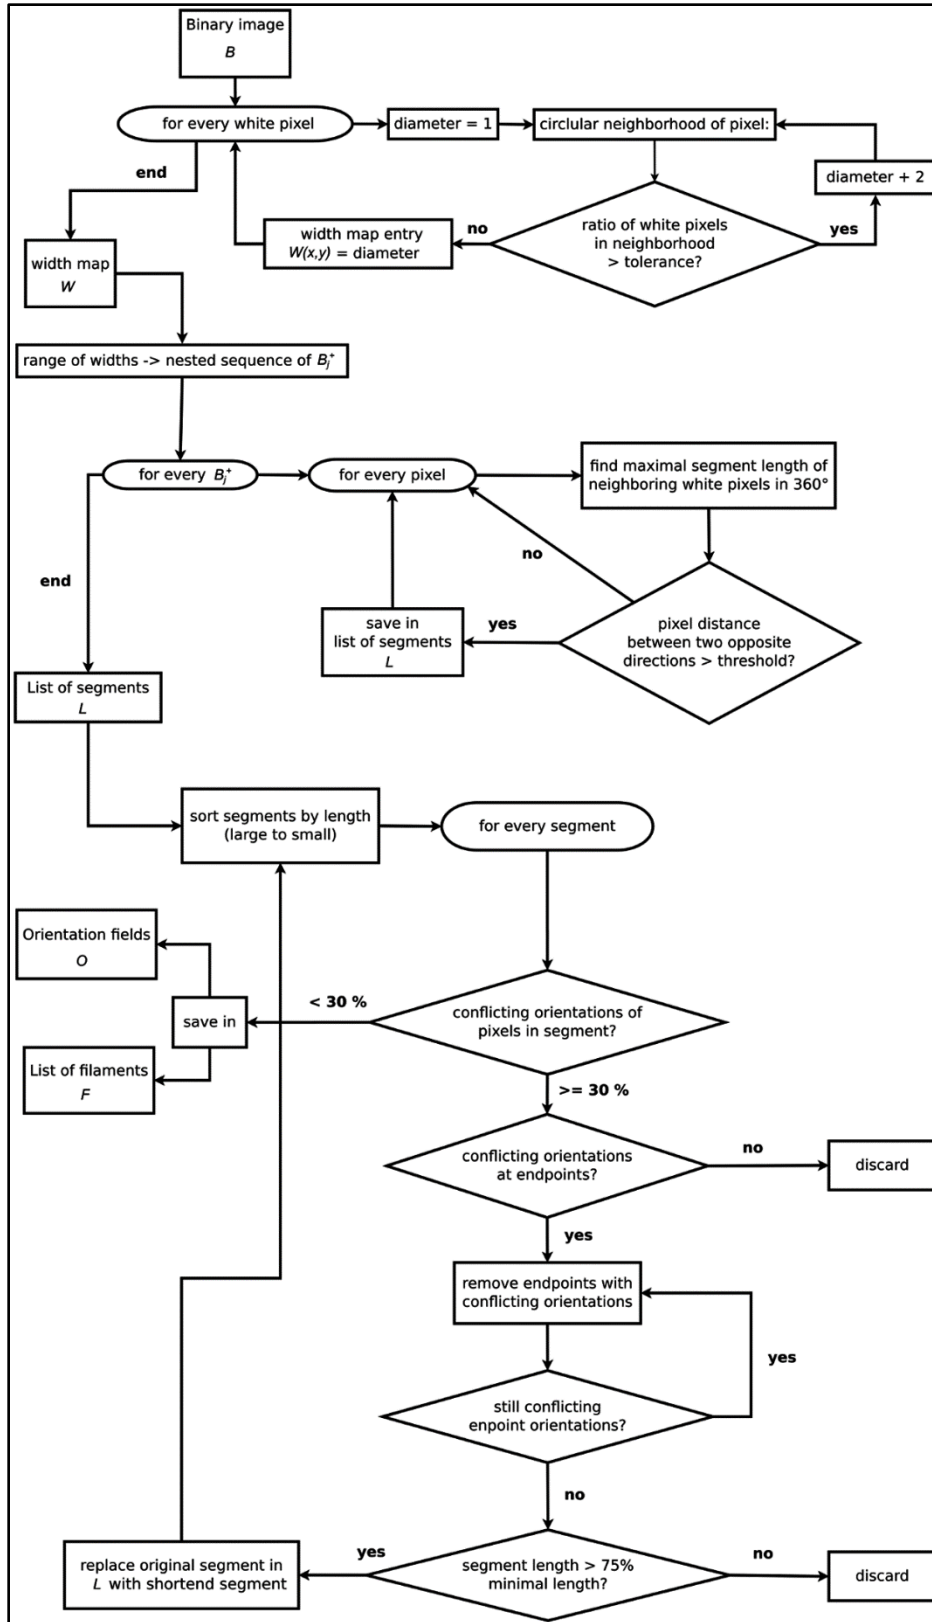 Binary image
B
for every white pixel
diameter = 1
circlular neighborhood of pixel:
end
diameter + 2
ratio of white pixels
in neighborhood
> tolerance?
yes
no
width map entry
W(x,y) = diameter
width map
W
range of widths -> nested sequence of B_j^+
for every B_j^+
for every pixel
find maximal segment length of
neighboring white pixels in 360°
no
end
save in
list of segments
L
yes
pixel distance
between two opposite
directions > threshold?
List of segments
L
sort segments by length
(large to small)
for every segment
Orientation fields
O
< 30 %
save in
conflicting orientations of
pixels in segment?
List of filaments
F
>= 30 %
conflicting orientations
at endpoints?
no
discard
yes
remove endpoints with
conflicting orientations
yes
still conflicting
enpoint orientations?
no
replace original segment in
L with shortend segment
yes
segment length > 75%
minimal length?
no
discard